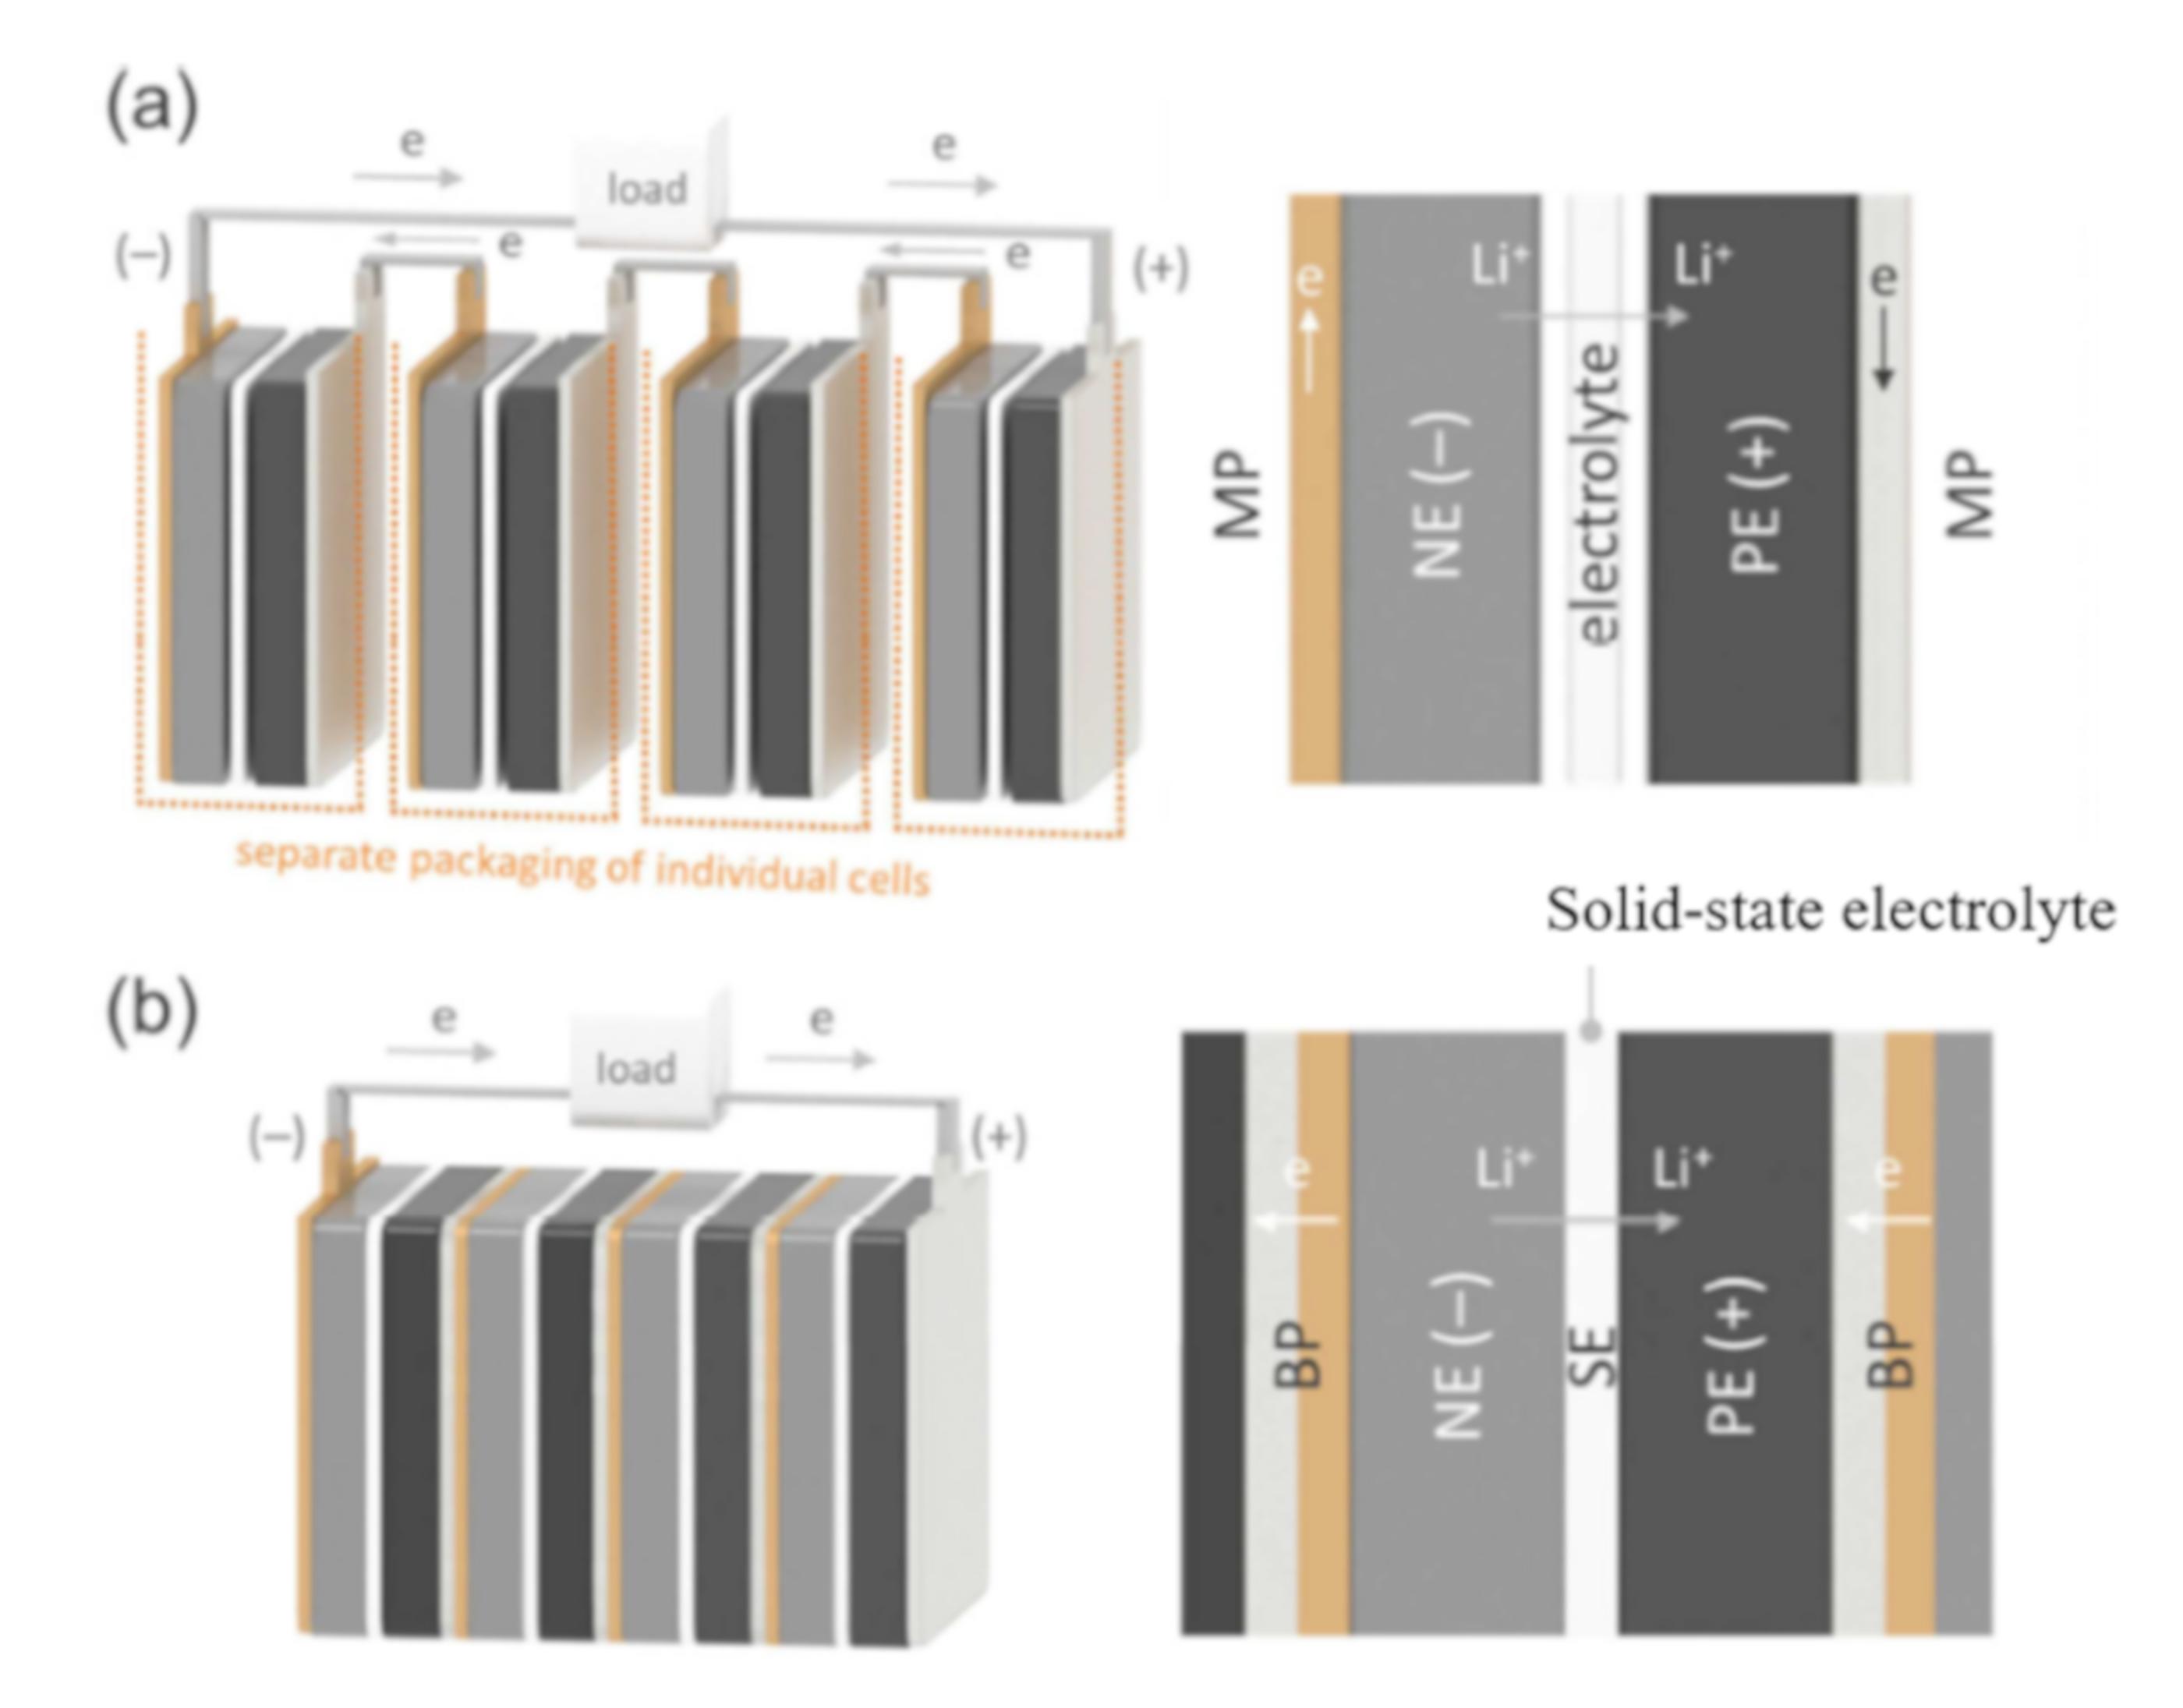 (a)
e
load
e
(−)
e
e
(+)
separate packaging of individual cells
MP
e
NE (−)
Li⁺
electrolyte
Li⁺
PE (+)
e
MP
Solid-state electrolyte
(b)
e
load
e
(−)
(+)
BP
e
NE (−)
Li⁺
SE
Li⁺
PE (+)
e
BP